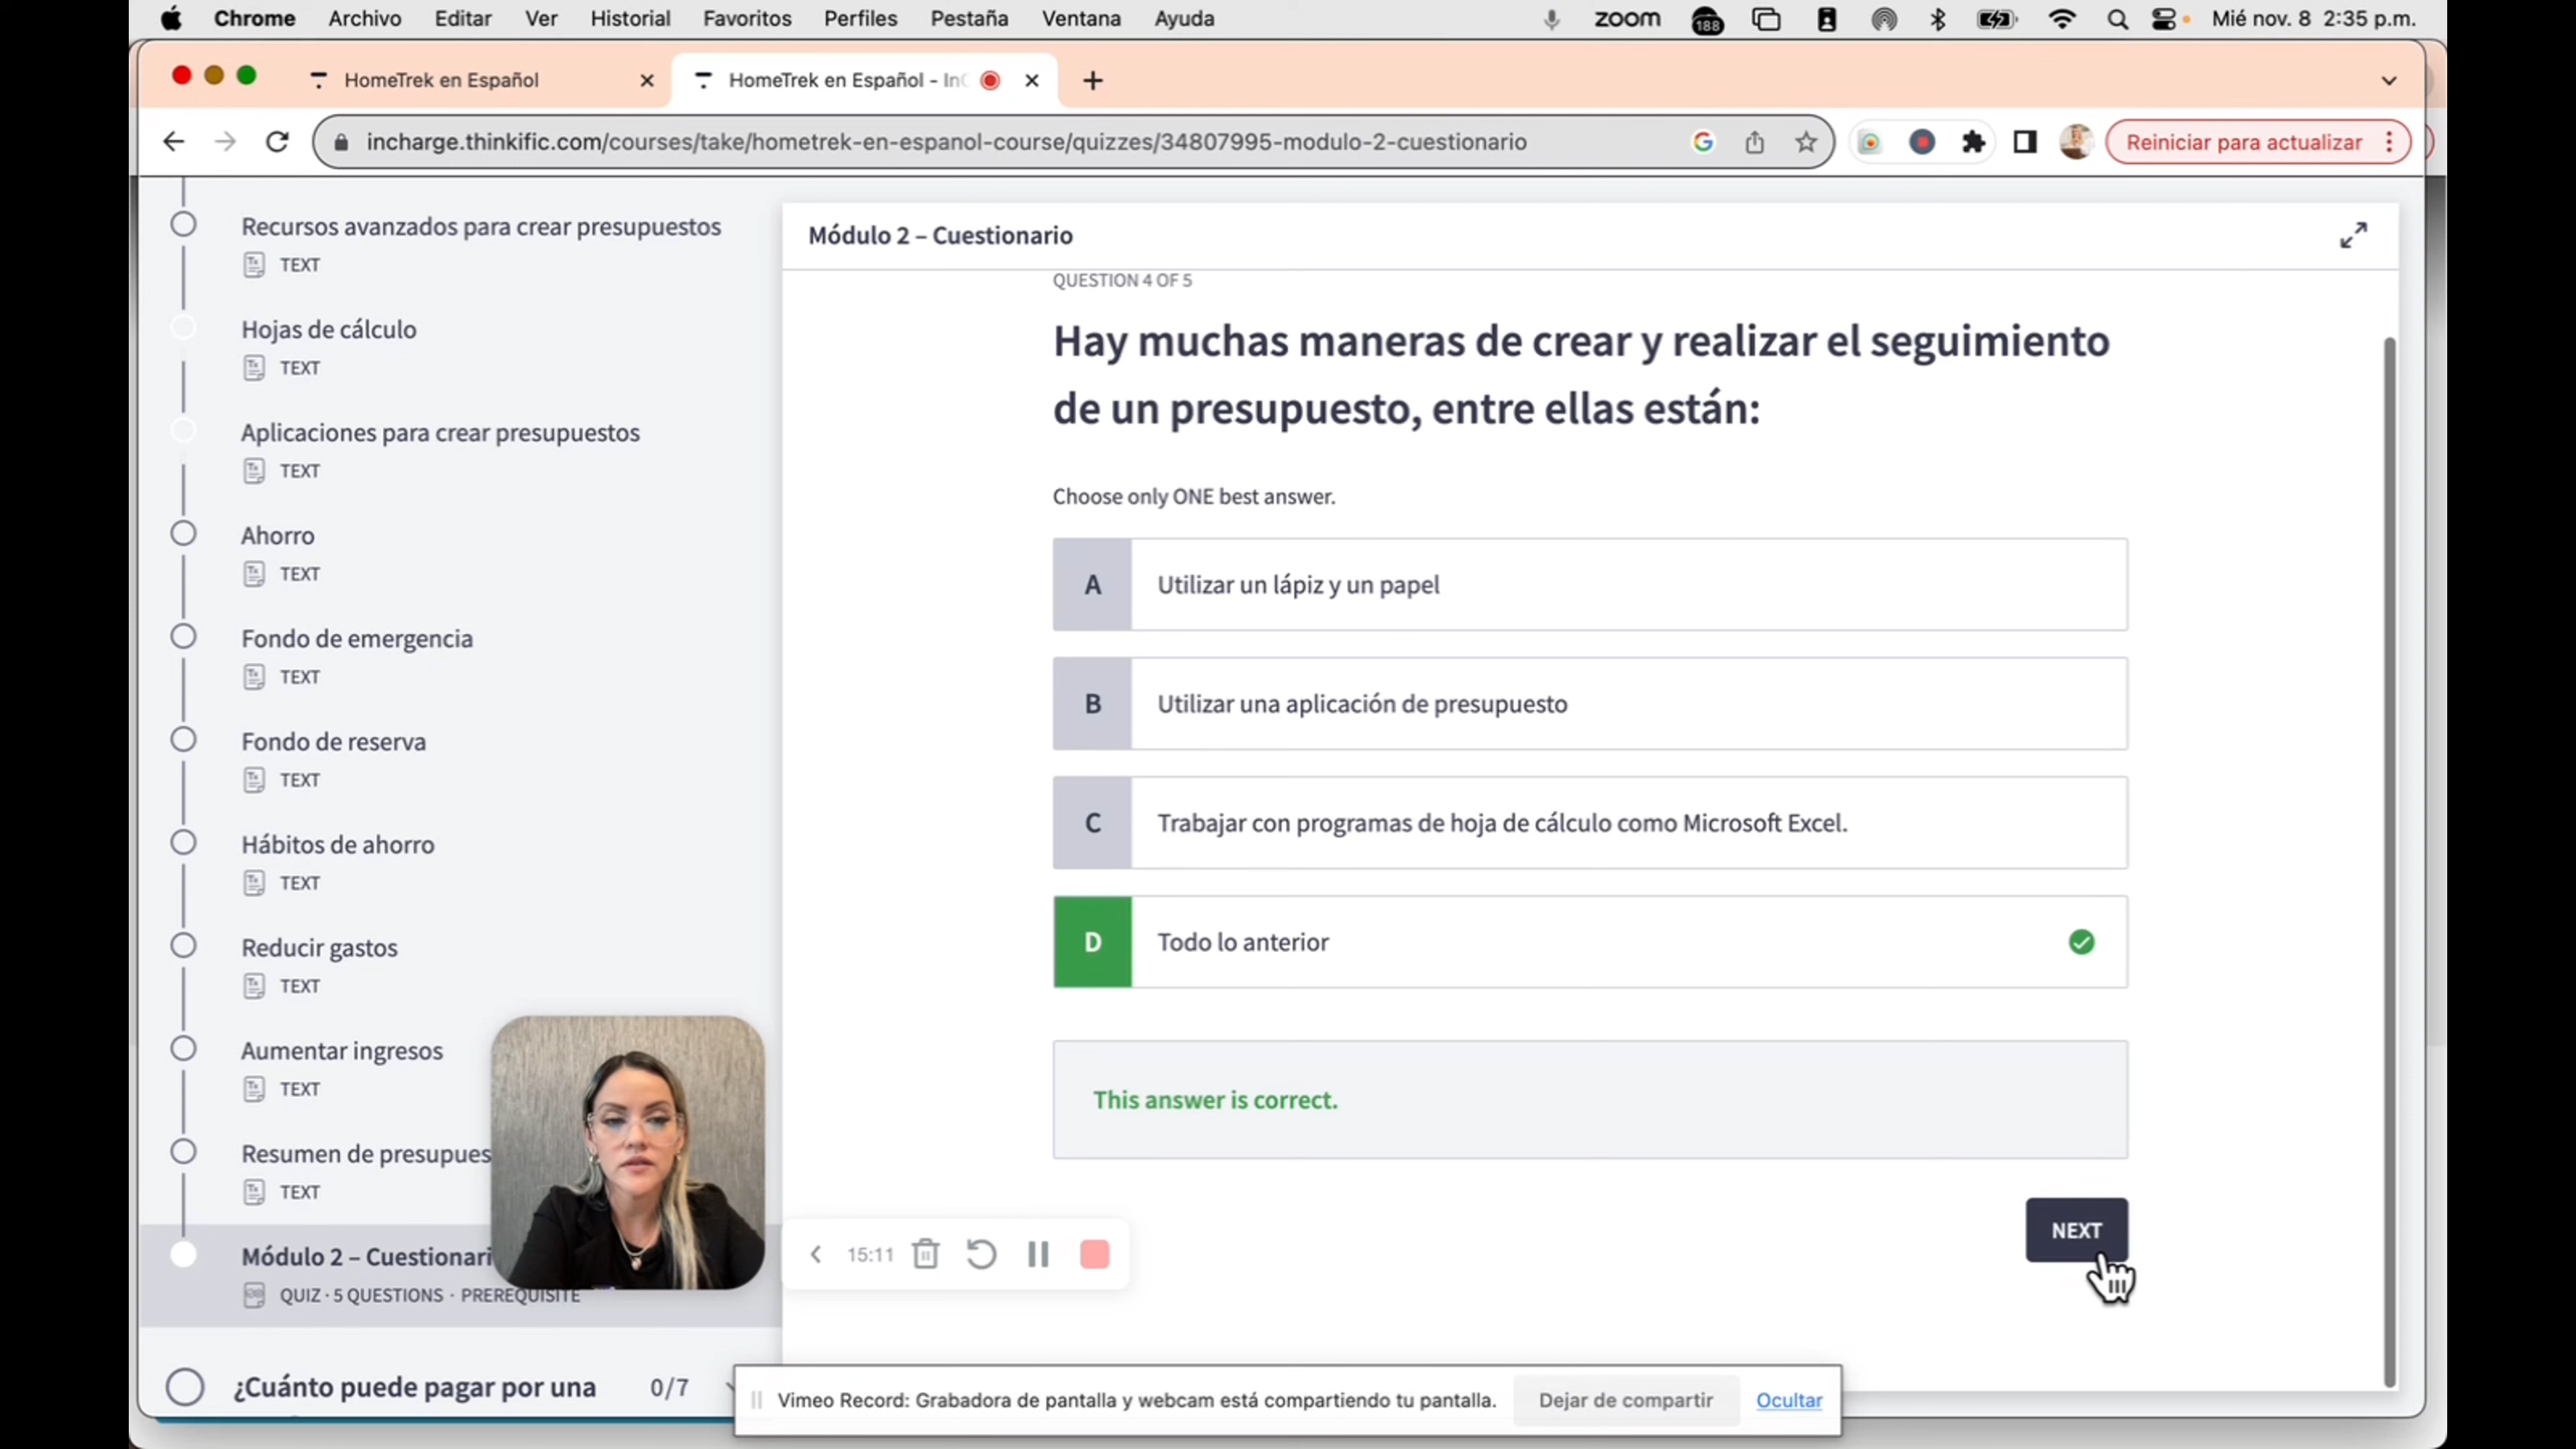 Chrome Archivo Editar Ver Historial Favoritos Perfiles Pestaña Ventana Ayuda zoom 188 Mié nov. 8 2:35 p.m.
HomeTrek en Español HomeTrek en Español - In
incharge.thinkific.com/courses/take/hometrek-en-espanol-course/quizzes/34807995-modulo-2-cuestionario Reiniciar para actualizar
Recursos avanzados para crear presupuestos
TEXT
Hojas de cálculo
TEXT
Aplicaciones para crear presupuestos
TEXT
Ahorro
TEXT
Fondo de emergencia
TEXT
Fondo de reserva
TEXT
Hábitos de ahorro
TEXT
Reducir gastos
TEXT
Aumentar ingresos
TEXT
Resumen de presupues
TEXT
Módulo 2 – Cuestionari
QUIZ · 5 QUESTIONS · PREREQUISITE
¿Cuánto puede pagar por una 0/7
Módulo 2 – Cuestionario
QUESTION 4 OF 5
Hay muchas maneras de crear y realizar el seguimiento
de un presupuesto, entre ellas están:
Choose only ONE best answer.
A Utilizar un lápiz y un papel
B Utilizar una aplicación de presupuesto
C Trabajar con programas de hoja de cálculo como Microsoft Excel.
D Todo lo anterior
This answer is correct.
NEXT
15:11
Vimeo Record: Grabadora de pantalla y webcam está compartiendo tu pantalla. Dejar de compartir Ocultar